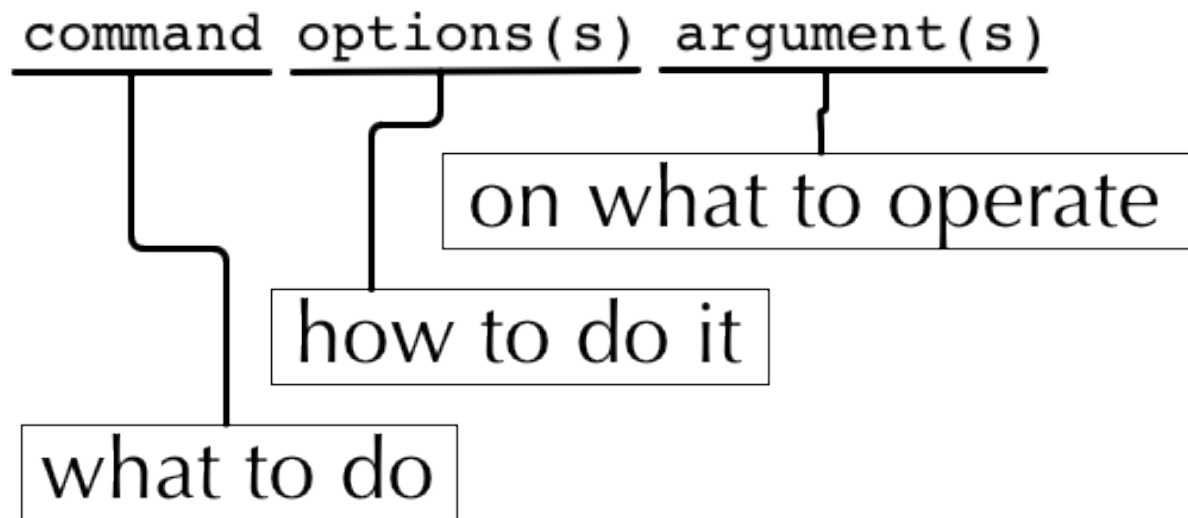 command options(s) argument(s)
on what to operate
how to do it
what to do